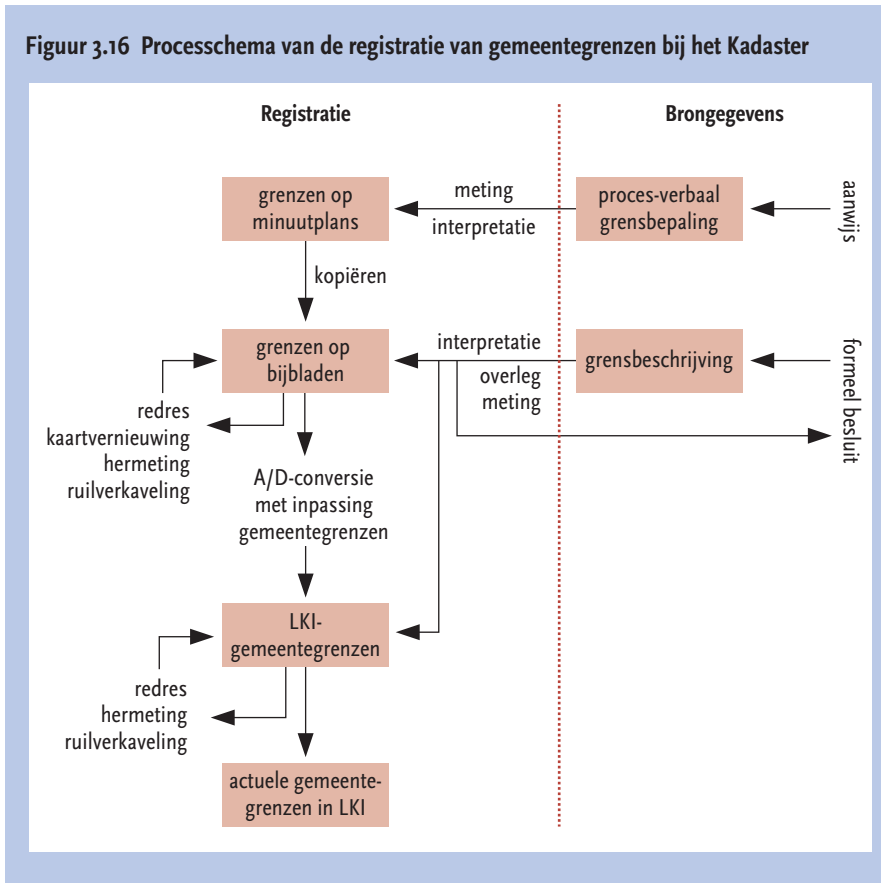 Figuur 3.16 Processchema van de registratie van gemeentegrenzen bij het Kadaster
Registratie
Brongegevens
grenzen op
minuutplans
meting
interpretatie
proces-verbaal
grensbepaling
aanwijs
kopiëren
grenzen op
bijbladen
interpretatie
overleg
meting
grensbeschrijving
formeel besluit
redres
kaartvernieuwing
hermeting
ruilverkaveling
A/D-conversie
met inpassing
gemeentegrenzen
LKI-
gemeentegrenzen
redres
hermeting
ruilverkaveling
actuele gemeente-
grenzen in LKI